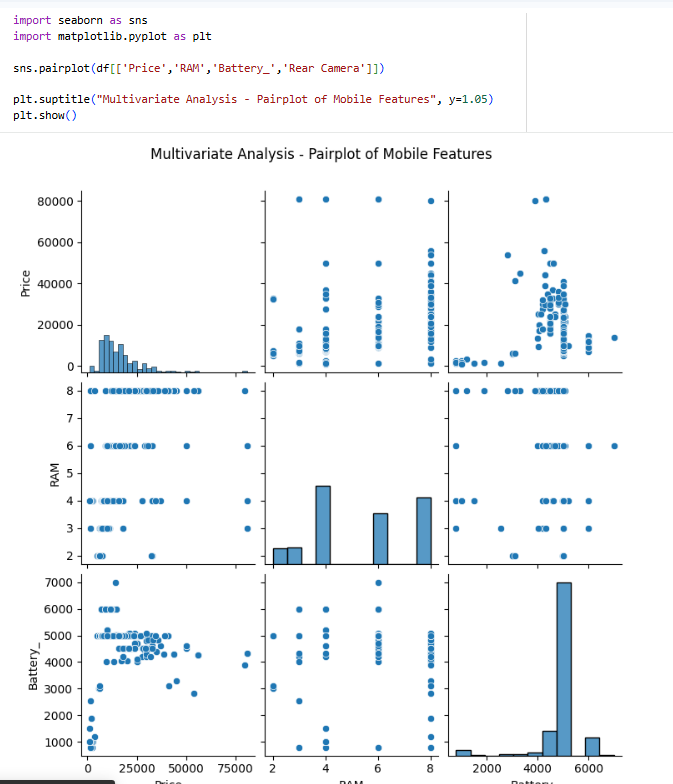 import seaborn as sns
import matplotlib.pyplot as plt
sns.pairplot(df[['Price','RAM','Battery_','Rear Camera']])
plt.suptitle("Multivariate Analysis - Pairplot of Mobile Features", y=1.05)
plt.show()
Multivariate Analysis - Pairplot of Mobile Features
80000
60000
40000
20000
0
Price
8
7
6
5
4
3
2
RAM
7000
6000
5000
4000
3000
2000
1000
Battery_
0 25000 50000 75000 2 4 6 8 2000 4000 6000
Price RAM Battery_